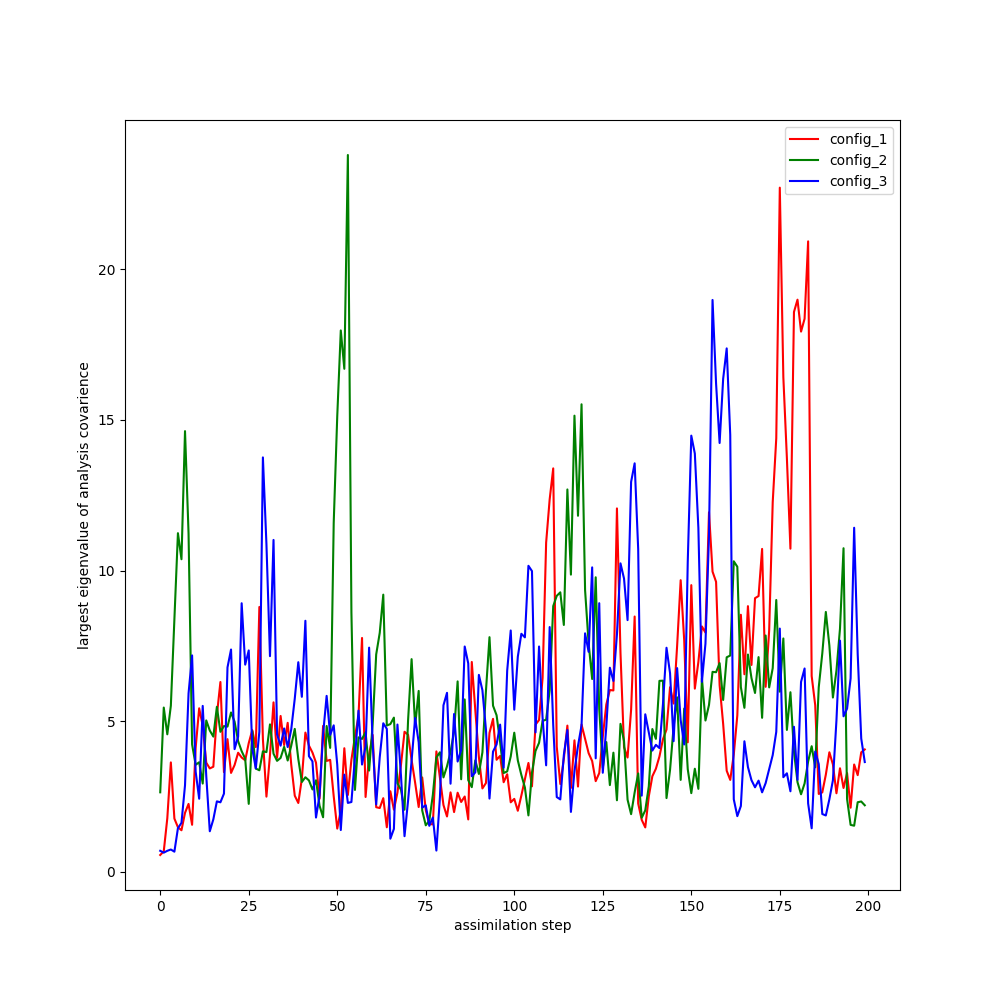 config_1
config_2
config_3
largest eigenvalue of analysis covarience
20
15
10
5
0
0 25 50 75 100 125 150 175 200
assimilation step